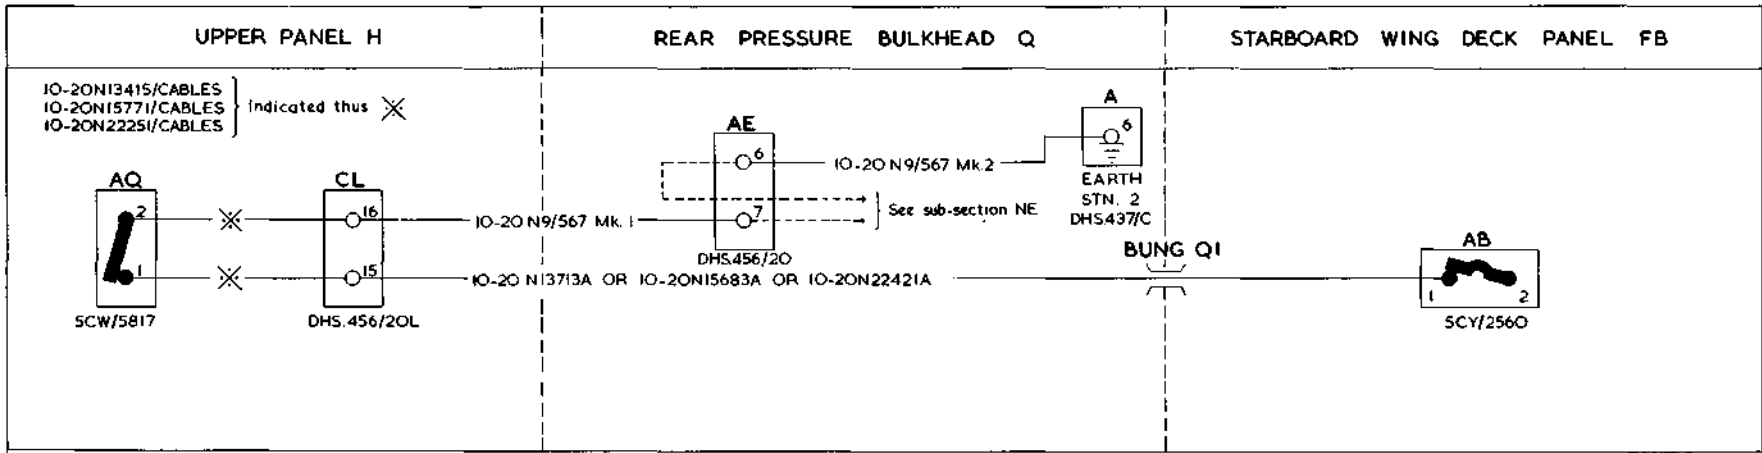 UPPER PANEL H
REAR PRESSURE BULKHEAD Q
STARBOARD WING DECK PANEL FB
10-20N13415/CABLES
10-20N15771/CABLES
10-20N22251/CABLES
Indicated thus
AQ
2
1
SCW/5817
CL
16
15
DHS.456/20L
10-20 N9/567 Mk. 1
10-20 N13713A OR 10-20N15683A OR 10-20N22421A
AE
6
7
DHS.456/20
10-20 N9/567 Mk.2
See sub-section NE
A
6
EARTH
STN. 2
DHS.437/C
BUNG Q1
AB
1
2
5CY/2560